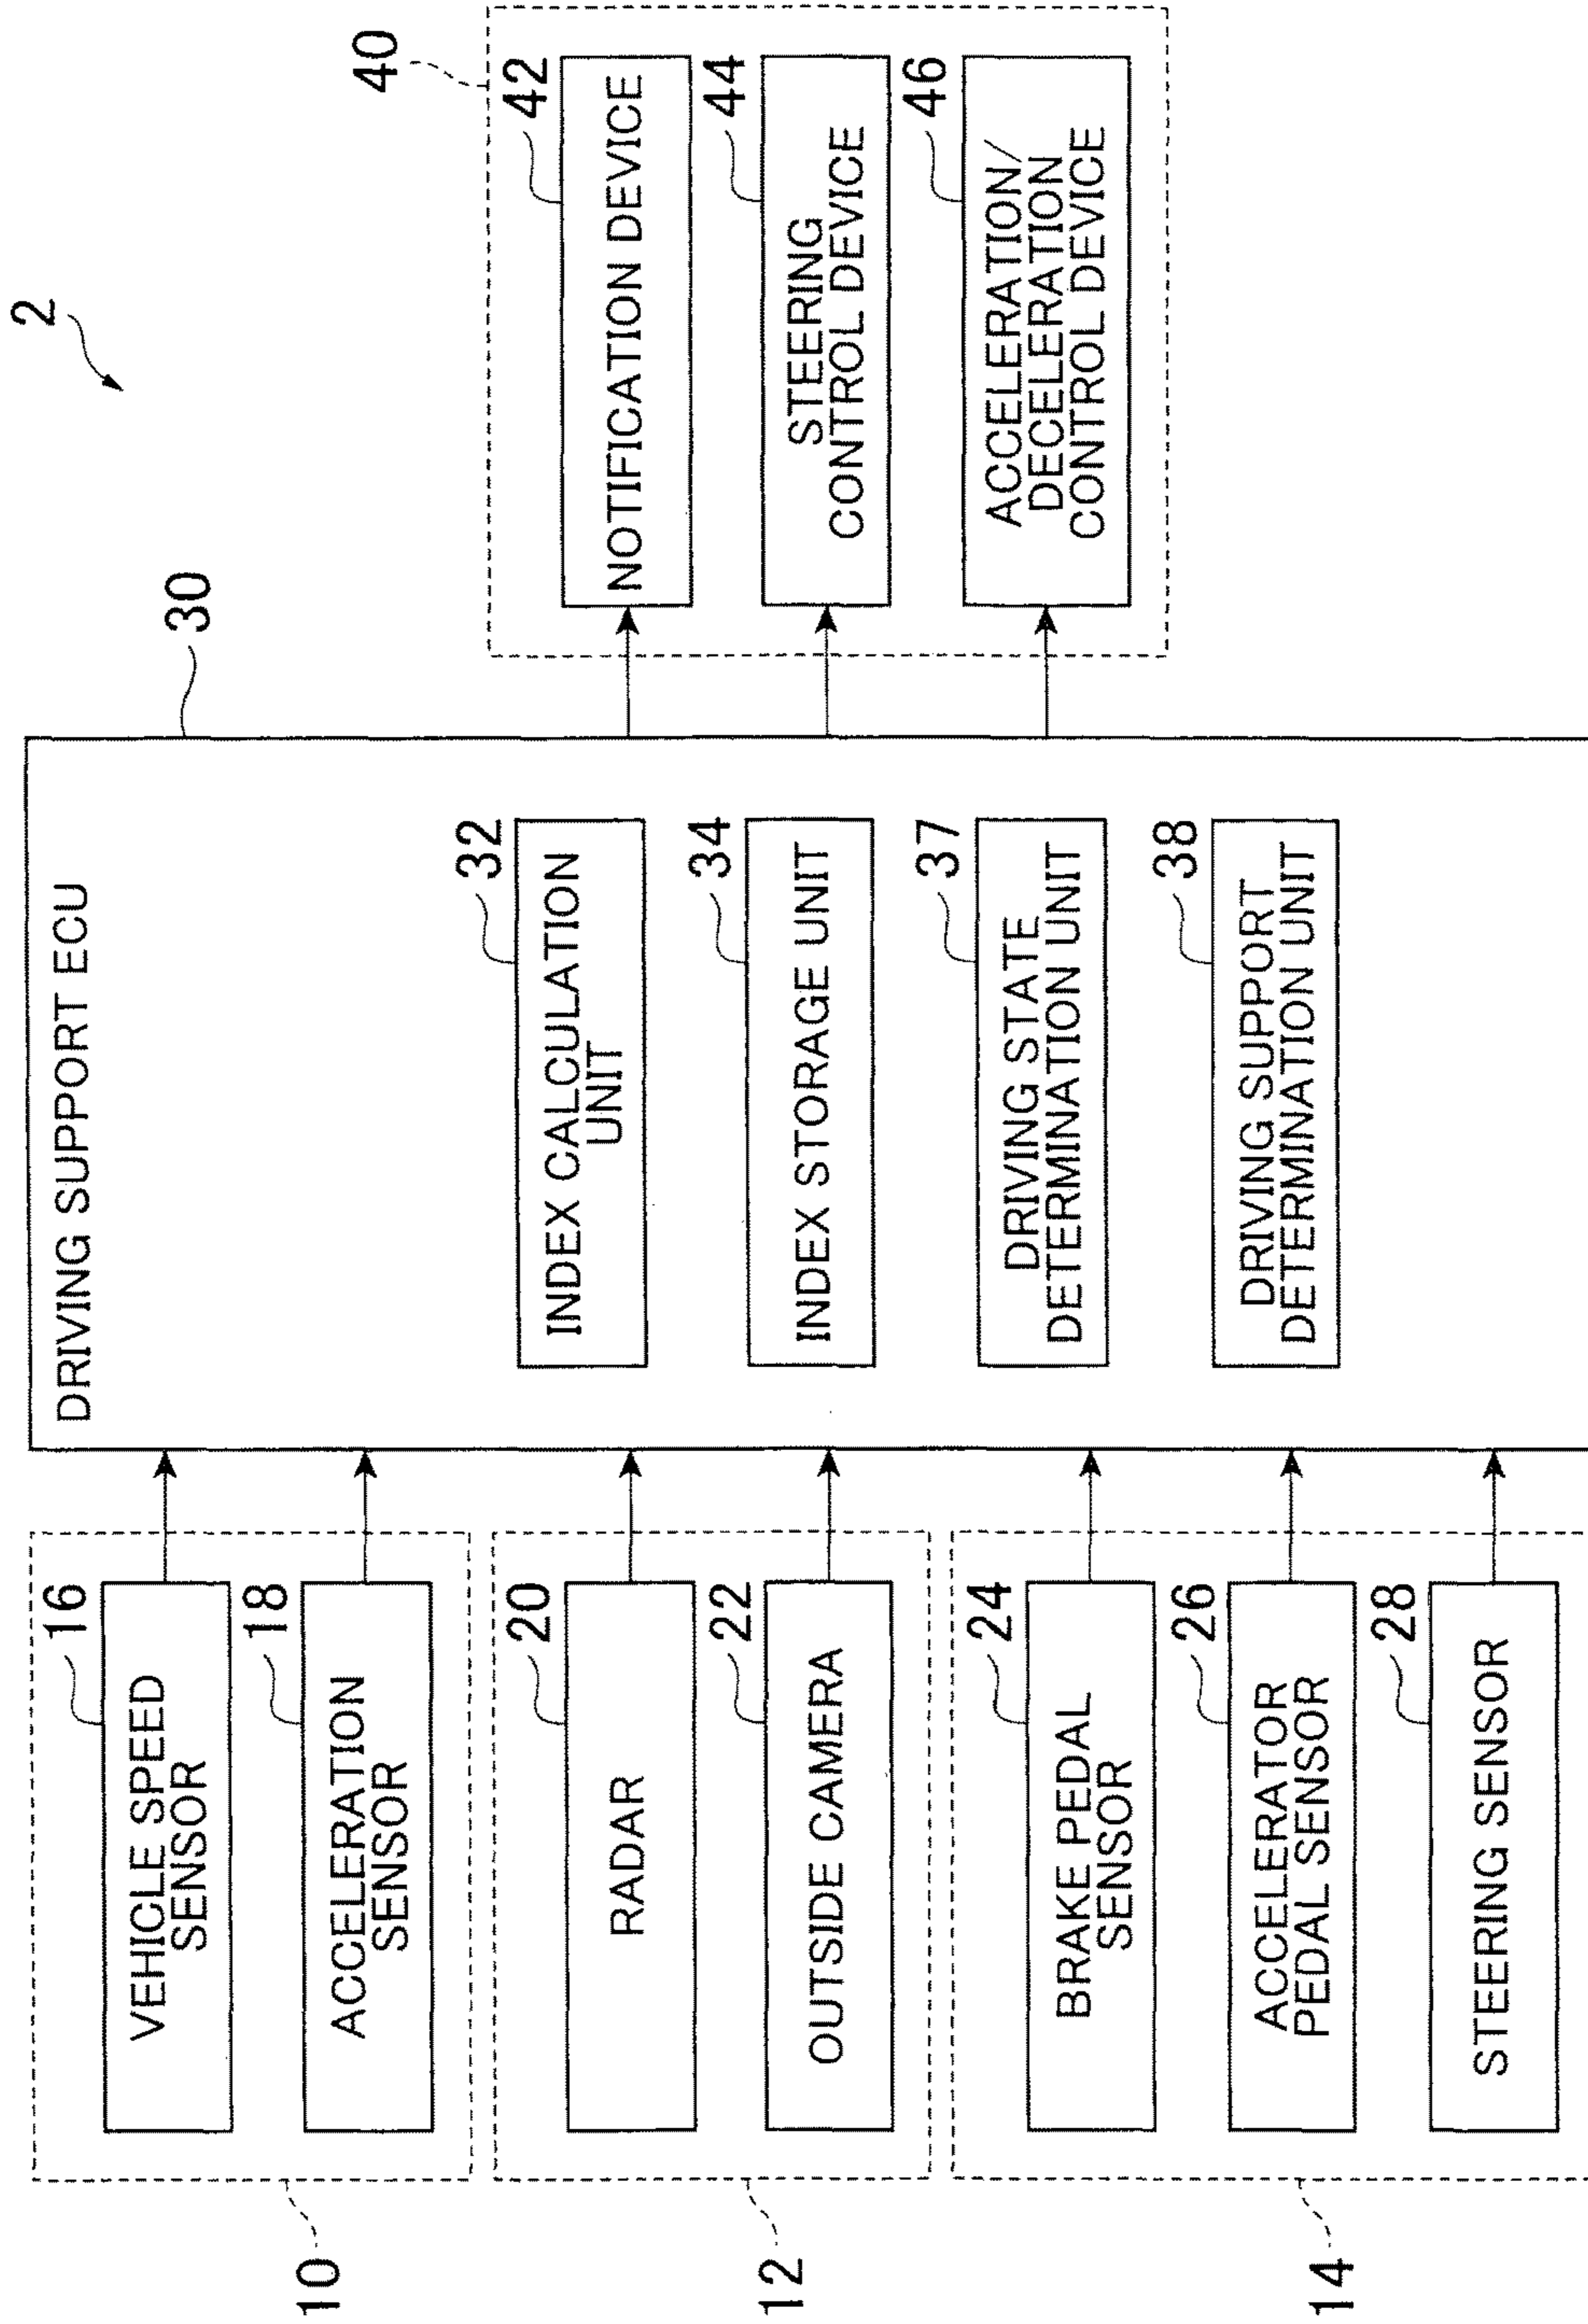 2
16
VEHICLE SPEED
SENSOR
18
ACCELERATION
SENSOR
10
20
RADAR
22
OUTSIDE CAMERA
12
24
BRAKE PEDAL
SENSOR
26
ACCELERATOR
PEDAL SENSOR
28
STEERING SENSOR
14
30
DRIVING SUPPORT ECU
32
INDEX CALCULATION
UNIT
34
INDEX STORAGE UNIT
37
DRIVING STATE
DETERMINATION UNIT
38
DRIVING SUPPORT
DETERMINATION UNIT
40
42
NOTIFICATION DEVICE
44
STEERING
CONTROL DEVICE
46
ACCELERATION/
DECELERATION
CONTROL DEVICE